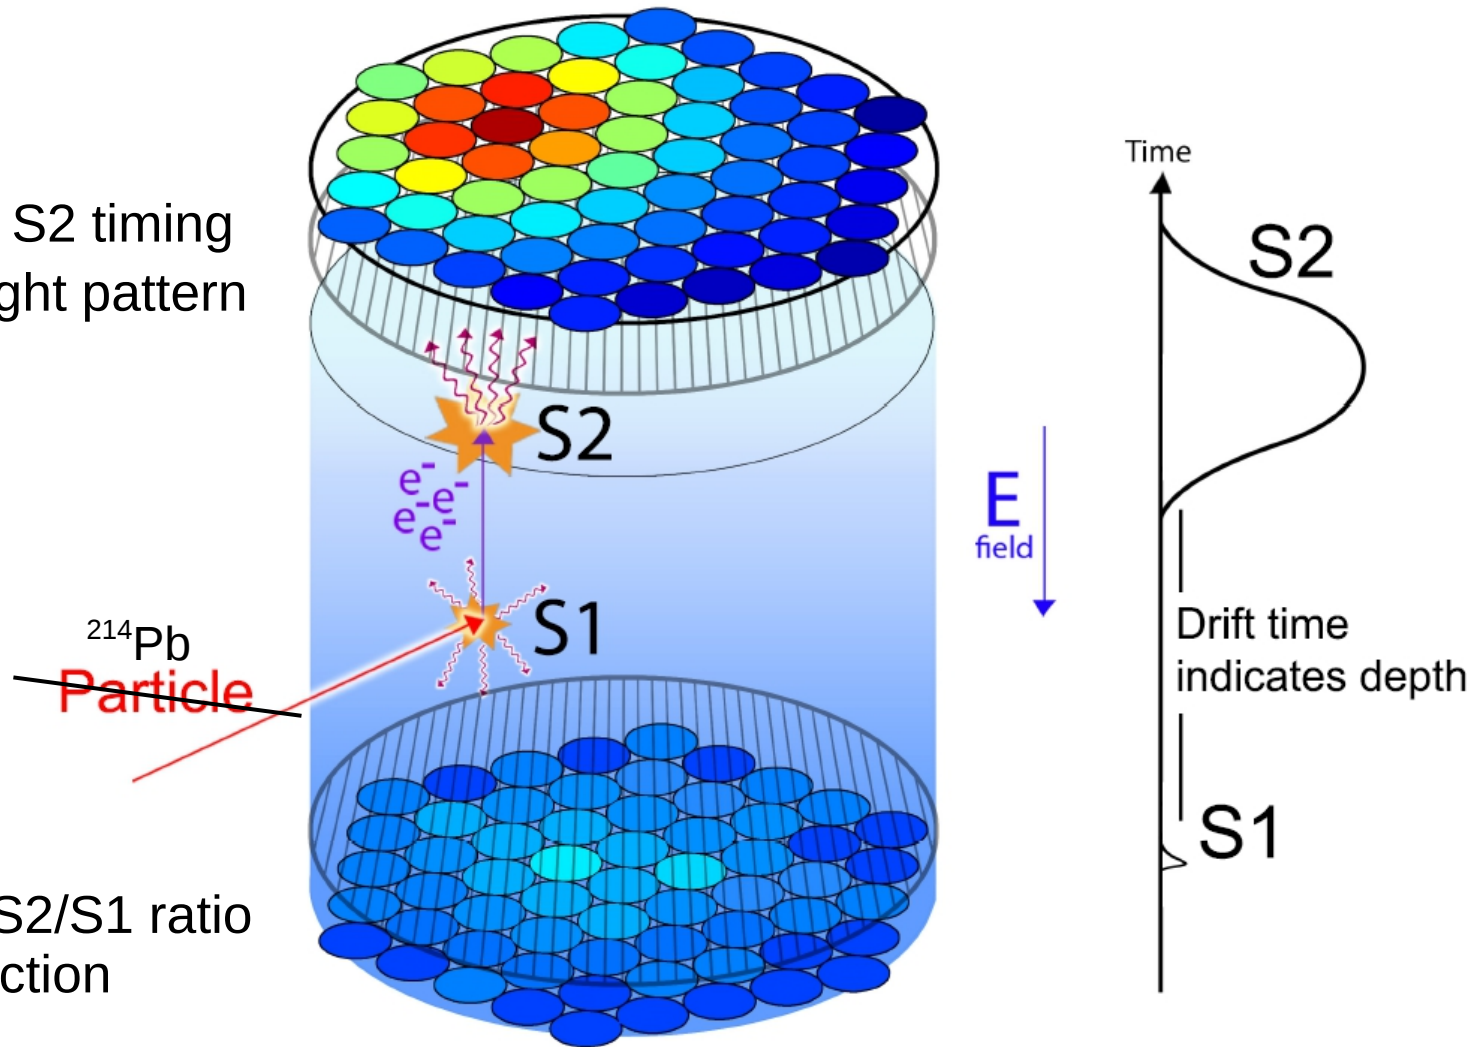 S2 timing
ght pattern
S2
e⁻
e⁻
e⁻
e⁻
S1
²¹⁴Pb
Particle
S2/S1 ratio
ction
E
field
Time
S2
Drift time
indicates depth
S1